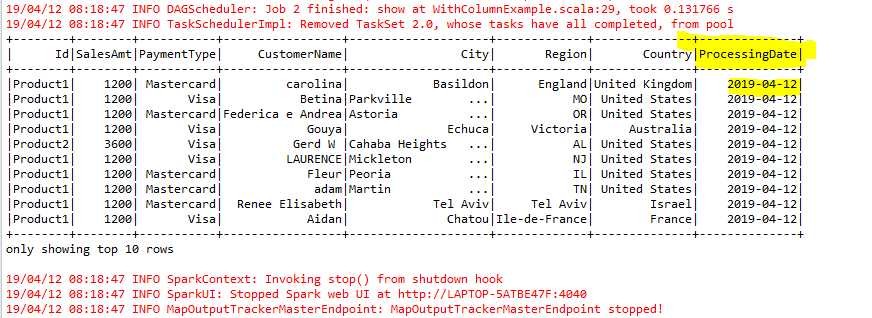 19/04/12 08:18:47 INFO DAGScheduler: Job 2 finished: show at WithColumnExample.scala:29, took 0.131766 s
19/04/12 08:18:47 INFO TaskSchedulerImpl: Removed TaskSet 2.0, whose tasks have all completed, from pool
+--------+--------+-----------+----------------+------------------+-------------+--------------+--------------+
|      Id|SalesAmt|PaymentType|    CustomerName|              City|       Region|       Country|ProcessingDate|
+--------+--------+-----------+----------------+------------------+-------------+--------------+--------------+
|Product1|    1200| Mastercard|        carolina|          Basildon|      England|United Kingdom|    2019-04-12|
|Product1|    1200|       Visa|          Betina|Parkville   ...|           MO| United States|    2019-04-12|
|Product1|    1200| Mastercard|Federica e Andrea|Astoria   ...|           OR| United States|    2019-04-12|
|Product1|    1200|       Visa|           Gouya|            Echuca|     Victoria|     Australia|    2019-04-12|
|Product2|    3600|       Visa|         Gerd W |Cahaba Heights   ...|           AL| United States|    2019-04-12|
|Product1|    1200|       Visa|        LAURENCE|Mickleton   ...|           NJ| United States|    2019-04-12|
|Product1|    1200| Mastercard|           Fleur|Peoria   ...|           IL| United States|    2019-04-12|
|Product1|    1200| Mastercard|            adam|Martin   ...|           TN| United States|    2019-04-12|
|Product1|    1200| Mastercard| Renee Elisabeth|          Tel Aviv|     Tel Aviv|        Israel|    2019-04-12|
|Product1|    1200|       Visa|           Aidan|            Chatou|Ile-de-France|        France|    2019-04-12|
+--------+--------+-----------+----------------+------------------+-------------+--------------+--------------+
only showing top 10 rows
19/04/12 08:18:47 INFO SparkContext: Invoking stop() from shutdown hook
19/04/12 08:18:47 INFO SparkUI: Stopped Spark web UI at http://LAPTOP-5ATBE47F:4040
19/04/12 08:18:47 INFO MapOutputTrackerMasterEndpoint: MapOutputTrackerMasterEndpoint stopped!